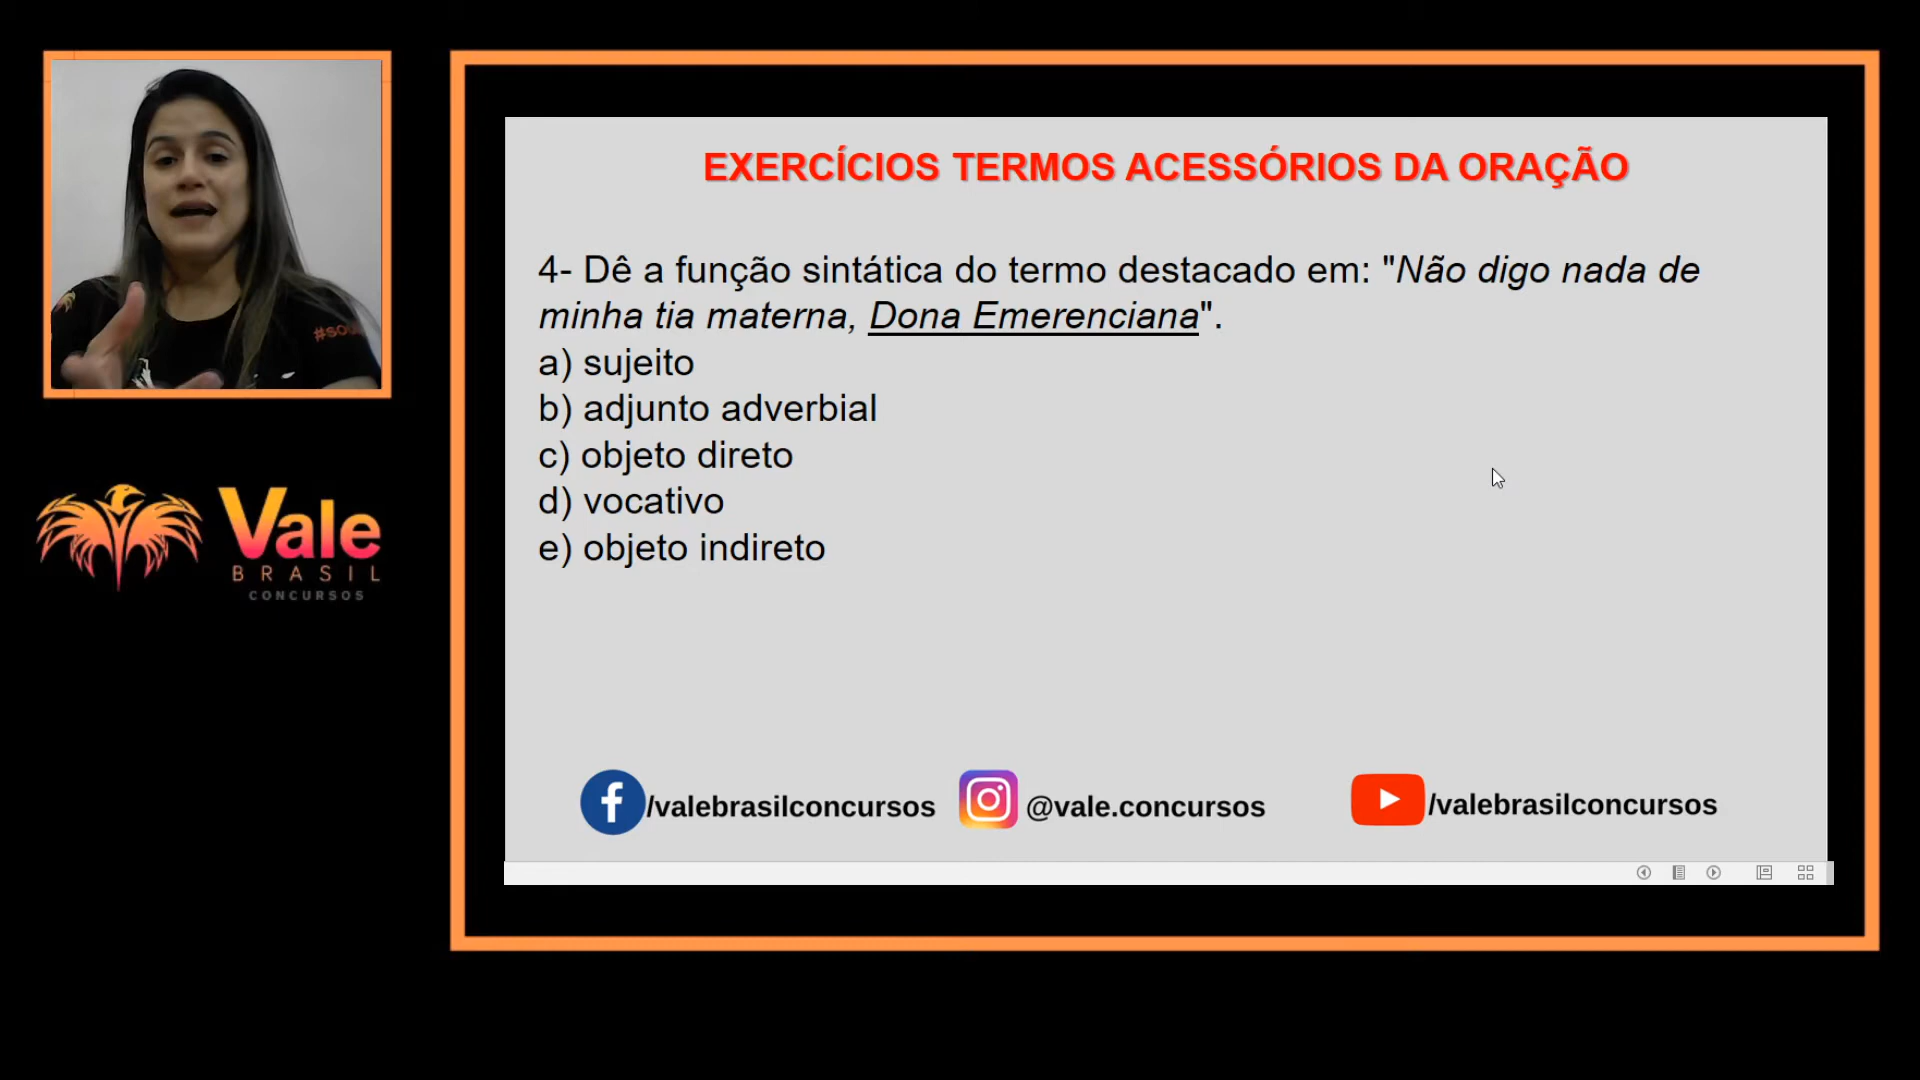 EXERCÍCIOS TERMOS ACESSÓRIOS DA ORAÇÃO
4- Dê a função sintática do termo destacado em: "Não digo nada de
minha tia materna, Dona Emerenciana".
a) sujeito
b) adjunto adverbial
c) objeto direto
d) vocativo
e) objeto indireto
/valebrasilconcursos
@vale.concursos
/valebrasilconcursos
Vale
BRASIL
CONCURSOS